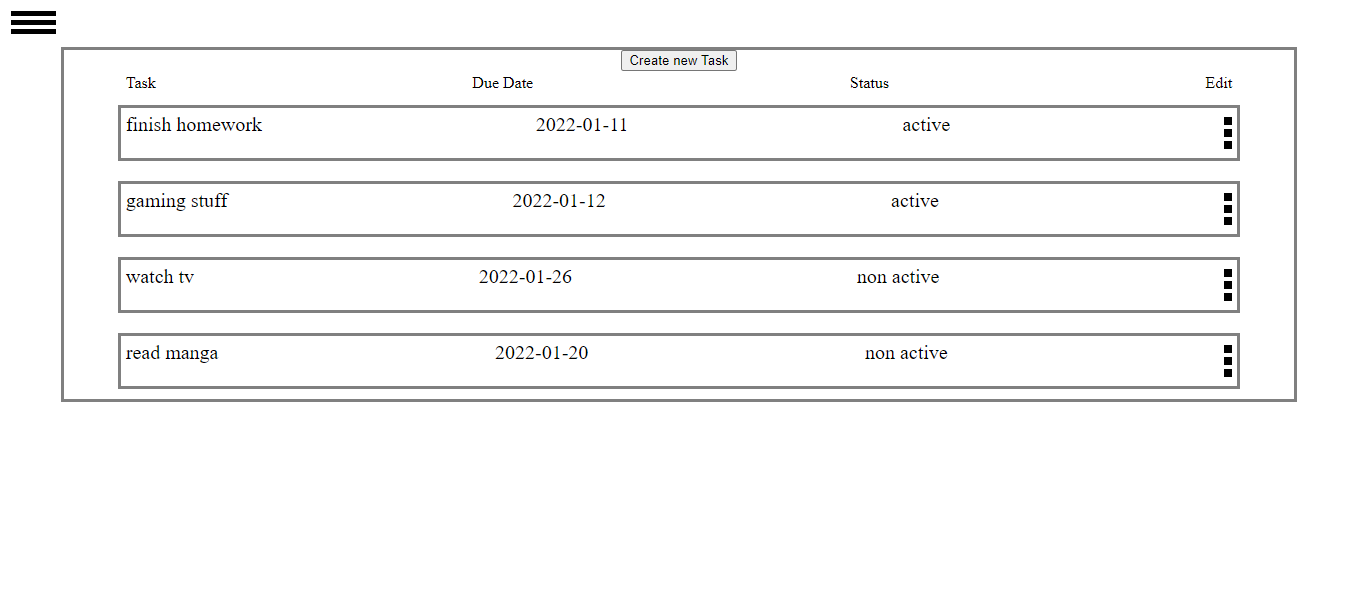 Create new Task
Task Due Date Status Edit
finish homework 2022-01-11 active
gaming stuff 2022-01-12 active
watch tv 2022-01-26 non active
read manga 2022-01-20 non active